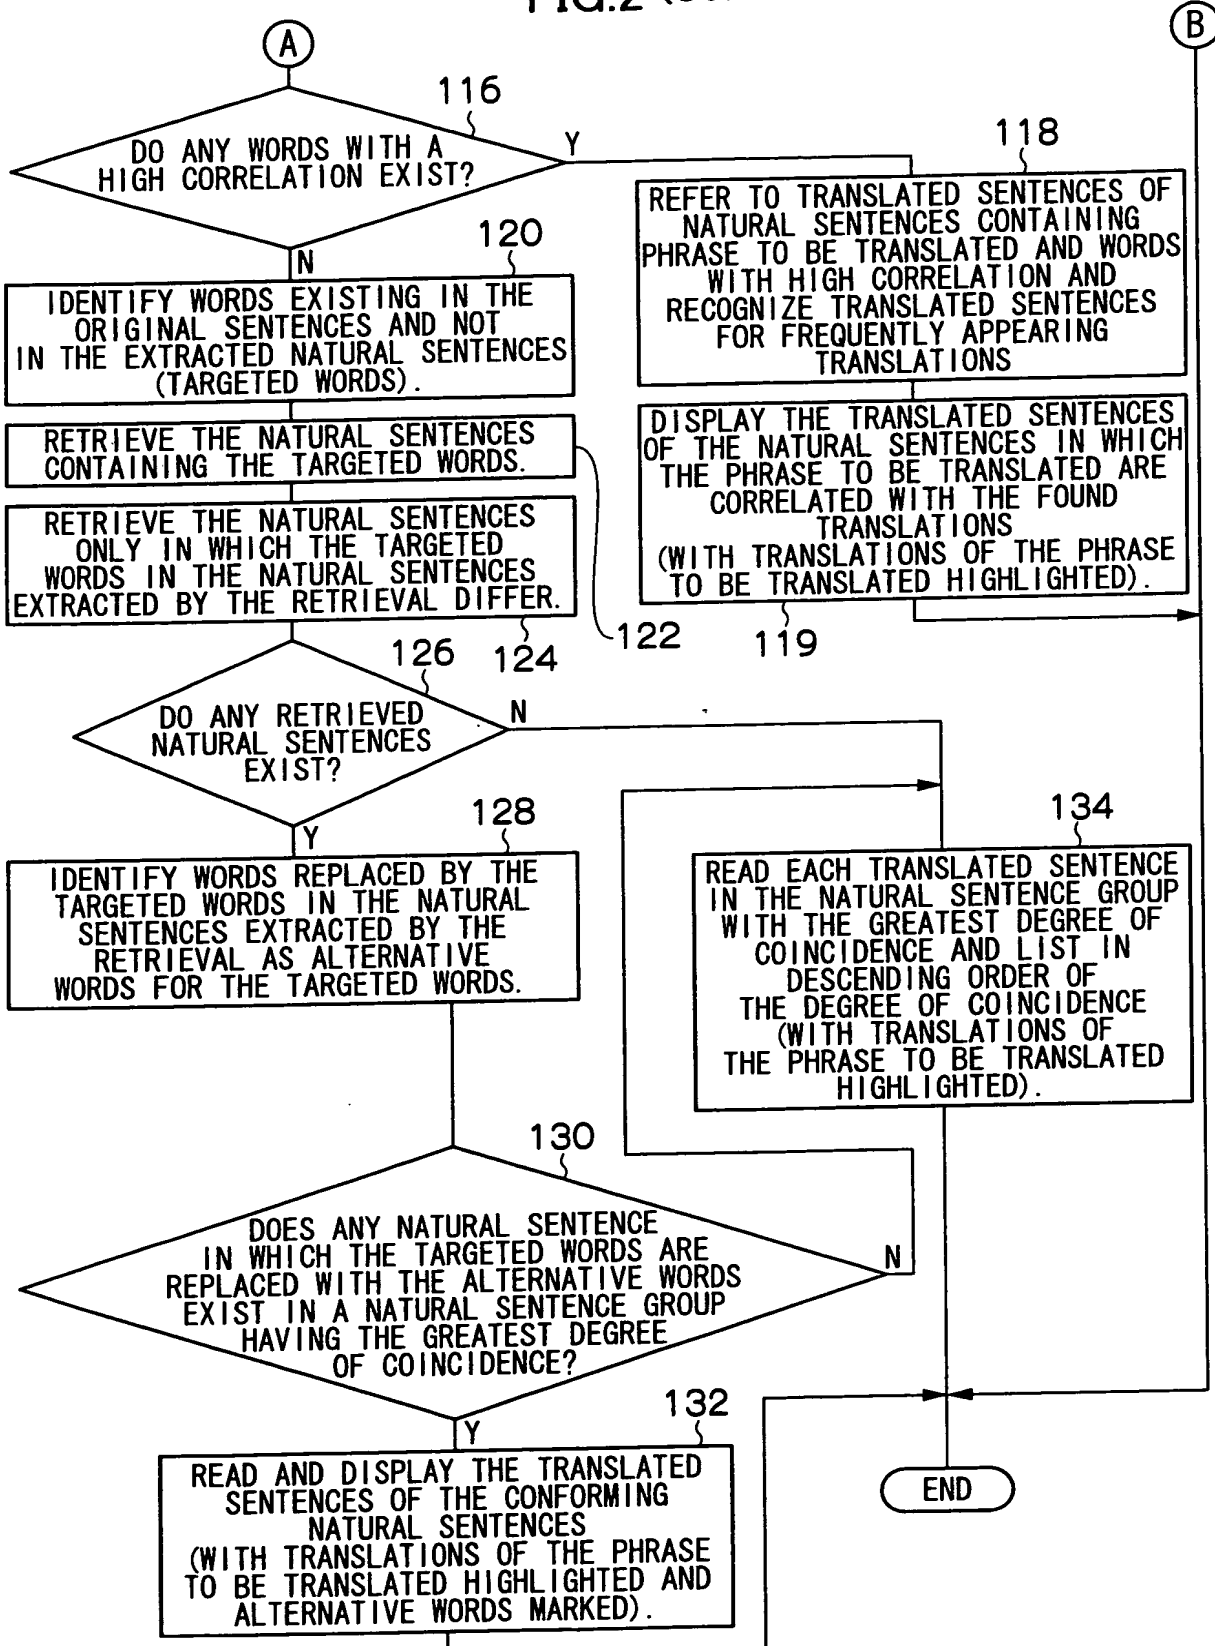 FIG.2
A
B
116
DO ANY WORDS WITH A
HIGH CORRELATION EXIST?
Y
N
118
REFER TO TRANSLATED SENTENCES OF
NATURAL SENTENCES CONTAINING
PHRASE TO BE TRANSLATED AND WORDS
WITH HIGH CORRELATION AND
RECOGNIZE TRANSLATED SENTENCES
FOR FREQUENTLY APPEARING
TRANSLATIONS
120
IDENTIFY WORDS EXISTING IN THE
ORIGINAL SENTENCES AND NOT
IN THE EXTRACTED NATURAL SENTENCES
(TARGETED WORDS).
RETRIEVE THE NATURAL SENTENCES
CONTAINING THE TARGETED WORDS.
122
RETRIEVE THE NATURAL SENTENCES
ONLY IN WHICH THE TARGETED
WORDS IN THE NATURAL SENTENCES
EXTRACTED BY THE RETRIEVAL DIFFER.
124
DISPLAY THE TRANSLATED SENTENCES
OF THE NATURAL SENTENCES IN WHICH
THE PHRASE TO BE TRANSLATED ARE
CORRELATED WITH THE FOUND
TRANSLATIONS
(WITH TRANSLATIONS OF THE PHRASE
TO BE TRANSLATED HIGHLIGHTED).
119
126
DO ANY RETRIEVED
NATURAL SENTENCES
EXIST?
N
Y
128
IDENTIFY WORDS REPLACED BY THE
TARGETED WORDS IN THE NATURAL
SENTENCES EXTRACTED BY THE
RETRIEVAL AS ALTERNATIVE
WORDS FOR THE TARGETED WORDS.
134
READ EACH TRANSLATED SENTENCE
IN THE NATURAL SENTENCE GROUP
WITH THE GREATEST DEGREE OF
COINCIDENCE AND LIST IN
DESCENDING ORDER OF
THE DEGREE OF COINCIDENCE
(WITH TRANSLATIONS OF
THE PHRASE TO BE TRANSLATED
HIGHLIGHTED).
130
DOES ANY NATURAL SENTENCE
IN WHICH THE TARGETED WORDS ARE
REPLACED WITH THE ALTERNATIVE WORDS
EXIST IN A NATURAL SENTENCE GROUP
HAVING THE GREATEST DEGREE
OF COINCIDENCE?
N
Y
132
READ AND DISPLAY THE TRANSLATED
SENTENCES OF THE CONFORMING
NATURAL SENTENCES
(WITH TRANSLATIONS OF THE PHRASE
TO BE TRANSLATED HIGHLIGHTED AND
ALTERNATIVE WORDS MARKED).
END